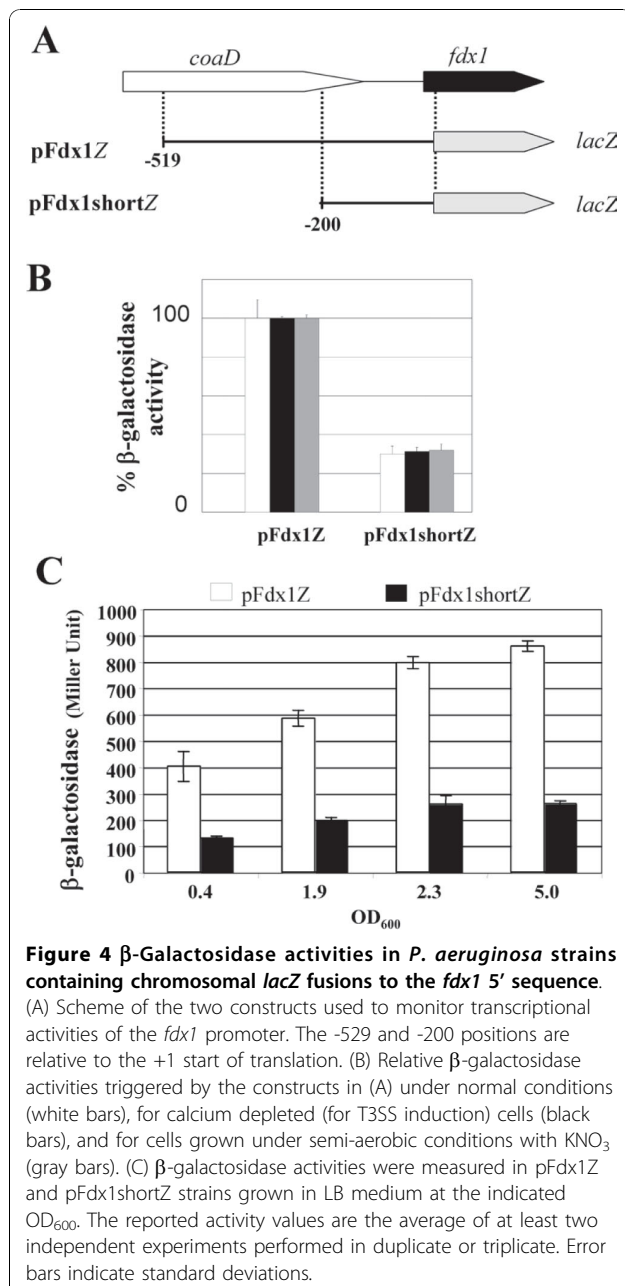 A
coaD
fdx1
pFdx1Z
-519
lacZ
pFdx1shortZ
-200
lacZ
B
% β-galactosidase
activity
100
0
pFdx1Z
pFdx1shortZ
C
pFdx1Z
pFdx1shortZ
β-galactosidase (Miller Unit)
1000
900
800
700
600
500
400
300
200
100
0
0.4
1.9
2.3
5.0
OD600
Figure 4 β-Galactosidase activities in P. aeruginosa strains
containing chromosomal lacZ fusions to the fdx1 5' sequence.
(A) Scheme of the two constructs used to monitor transcriptional
activities of the fdx1 promoter. The -529 and -200 positions are
relative to the +1 start of translation. (B) Relative β-galactosidase
activities triggered by the constructs in (A) under normal conditions
(white bars), for calcium depleted (for T3SS induction) cells (black
bars), and for cells grown under semi-aerobic conditions with KNO3
(gray bars). (C) β-galactosidase activities were measured in pFdx1Z
and pFdx1shortZ strains grown in LB medium at the indicated
OD600. The reported activity values are the average of at least two
independent experiments performed in duplicate or triplicate. Error
bars indicate standard deviations.